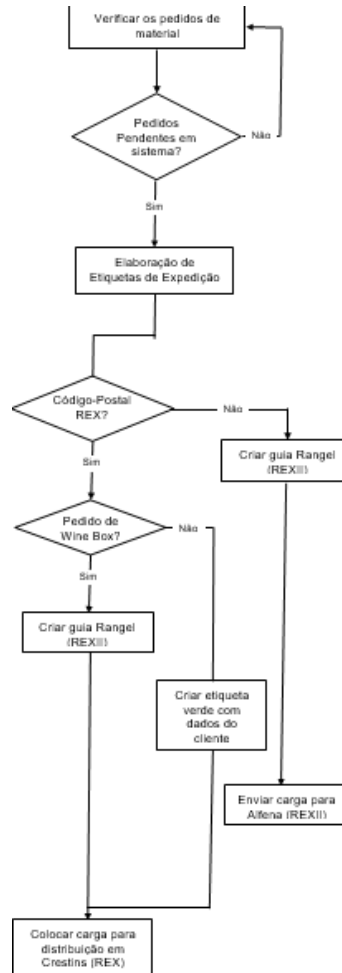 Verificar os pedidos de
material
Pedidos
Pendentes em
sistema?
Não
Sim
Elaboração de
Etiquetas de Expedição
Código-Postal
REX?
Não
Sim
Criar guia Rangel
(REXII)
Pedido de
Wine Box?
Não
Sim
Criar guia Rangel
(REXII)
Criar etiqueta
verde com
dados do
cliente
Enviar carga para
Alfena (REXII)
Colocar carga para
distribuição em
Crestins (REX)